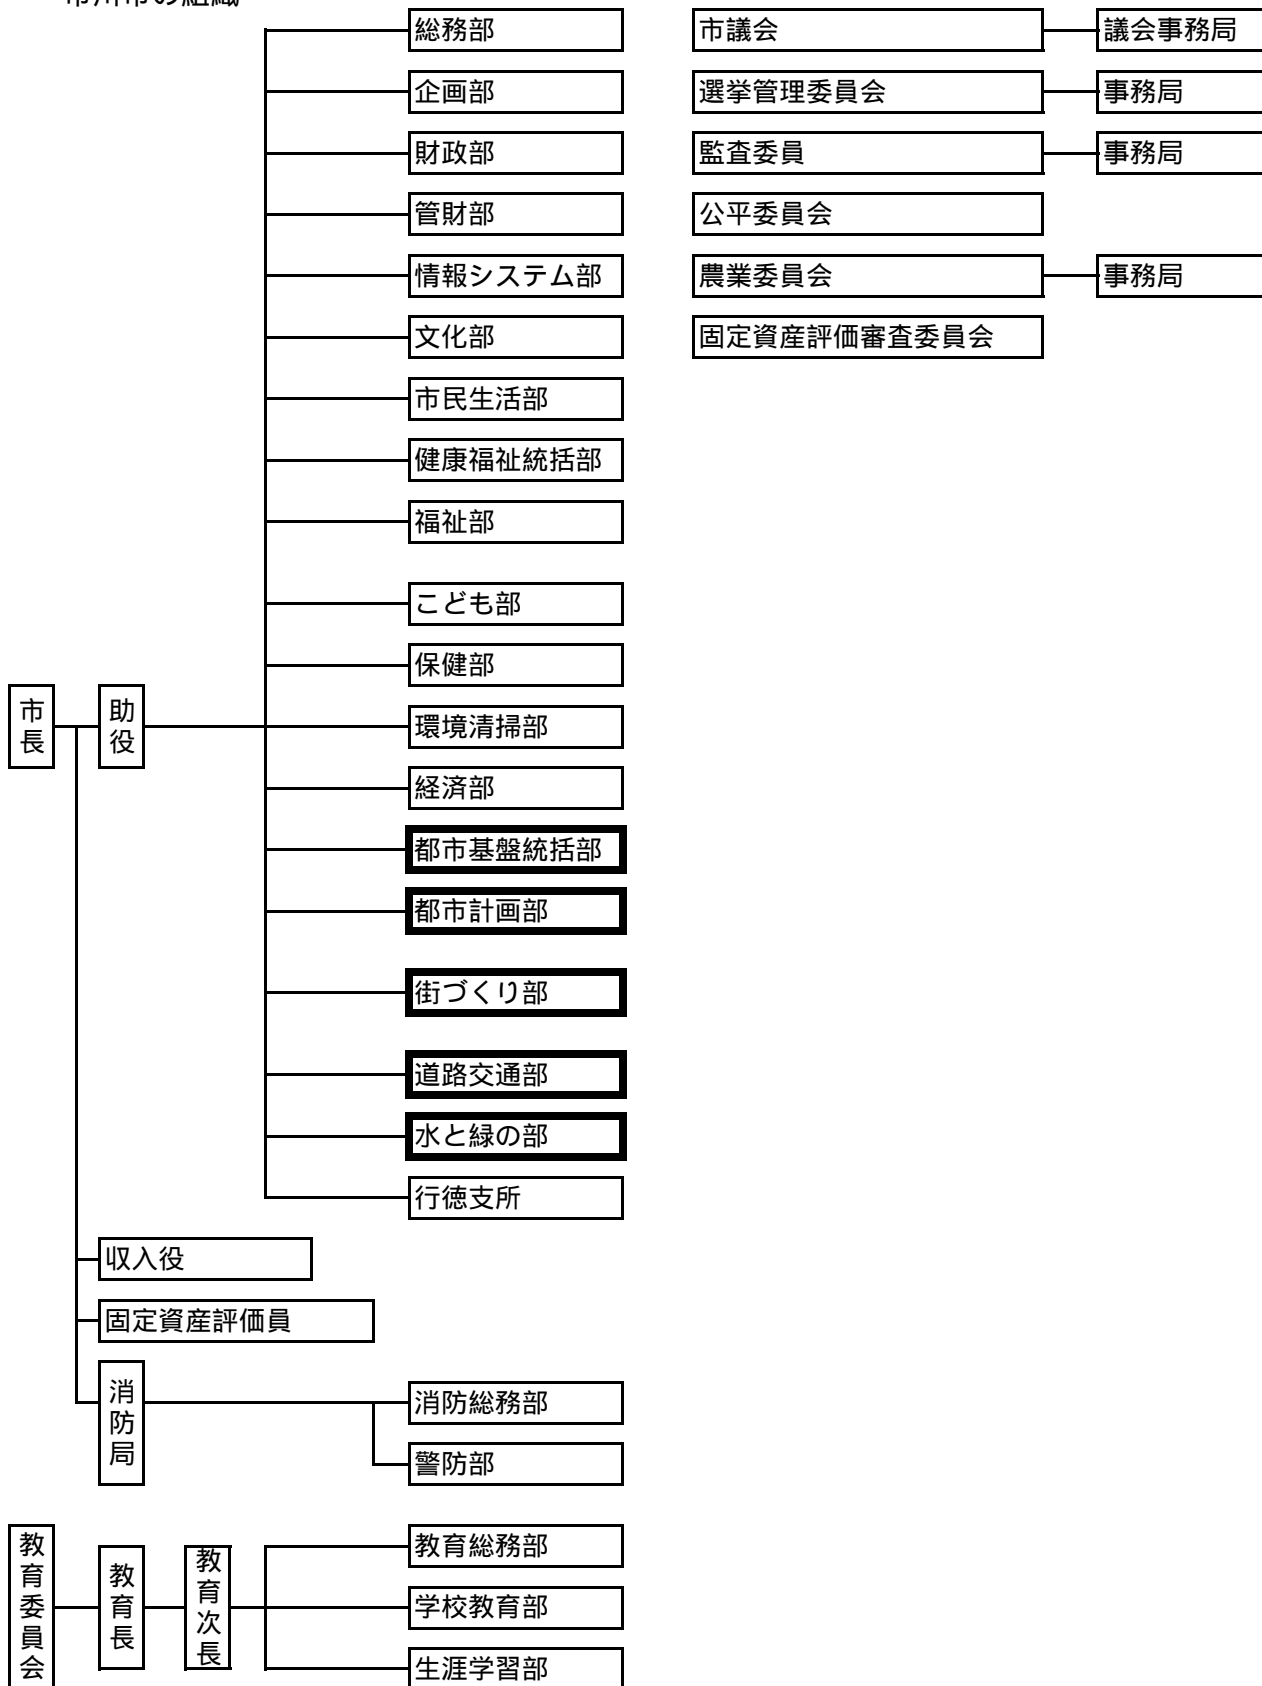 市川市の組織
総務部
企画部
財政部
管財部
情報システム部
文化部
市民生活部
健康福祉統括部
福祉部
こども部
保健部
環境清掃部
経済部
都市基盤統括部
都市計画部
街づくり部
道路交通部
水と緑の部
行徳支所
市長
助役
収入役
固定資産評価員
消防局
消防総務部
警防部
教育委員会
教育長
教育次長
教育総務部
学校教育部
生涯学習部
市議会
議会事務局
選挙管理委員会
事務局
監査委員
事務局
公平委員会
農業委員会
事務局
固定資産評価審査委員会